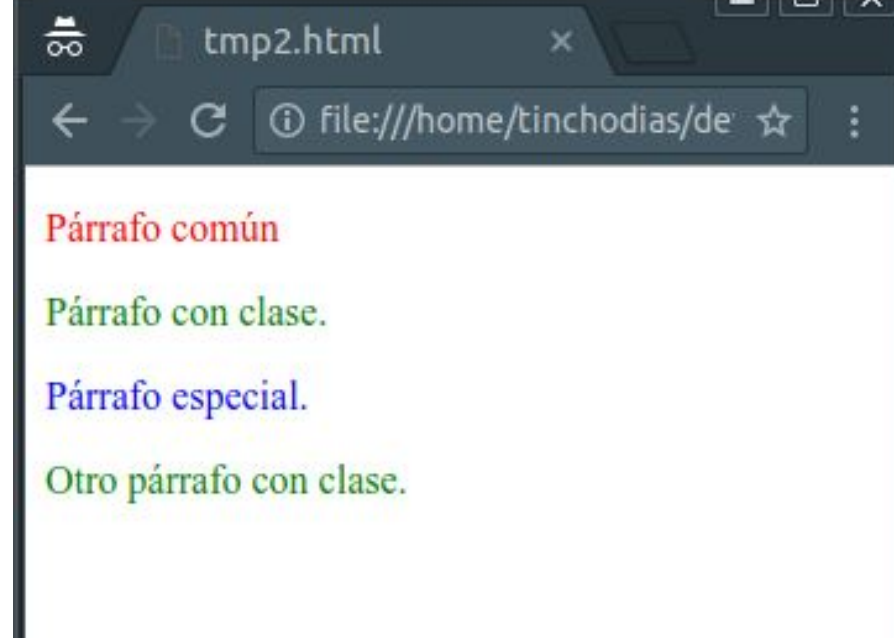 tmp2.html
file:///home/tinchodias/de
Párrafo común
Párrafo con clase.
Párrafo especial.
Otro párrafo con clase.